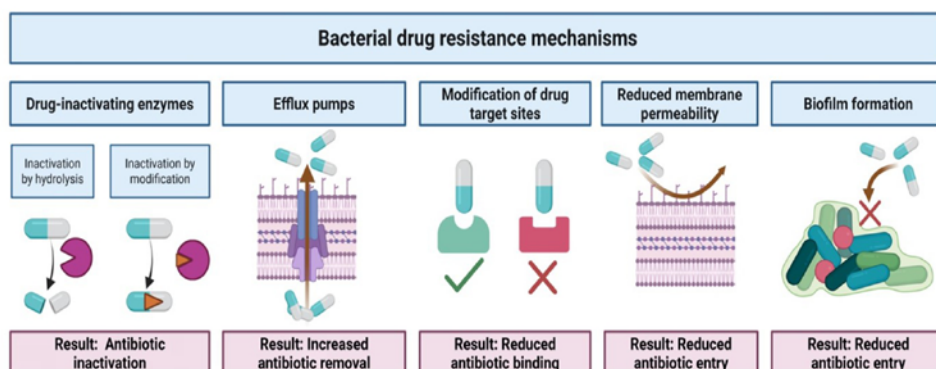 Bacterial drug resistance mechanisms
Drug-inactivating enzymes
Efflux pumps
Modification of drug
target sites
Reduced membrane
permeability
Biofilm formation
Inactivation
by hydrolysis
Inactivation by
modification
Result: Antibiotic
inactivation
Result: Increased
antibiotic removal
Result: Reduced
antibiotic binding
Result: Reduced
antibiotic entry
Result: Reduced
antibiotic entry